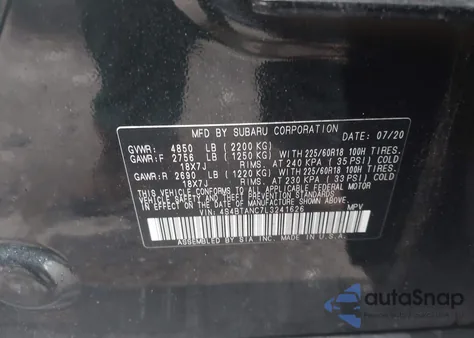 MFD BY SUBARU CORPORATION DATE: 07/20
GVWR: 4850 LB (2200 KG)
GAWR:F 2756 LB (1250 KG) WITH 225/60R18 100H TIRES.
18X7J RIMS. AT 240 KPA ( 35 PSI) COLD
GAWR:R 2690 LB (1220 KG) WITH 225/60R18 100H TIRES.
18X7J RIMS. AT 230 KPA ( 33 PSI) COLD
THIS VEHICLE CONFORMS TO ALL APPLICABLE FEDERAL MOTOR
VEHICLE SAFETY, BUMPER, AND THEFT PREVENTION STANDARDS
IN EFFECT ON THE DATE OF MANUFACTURE SHOWN ABOVE.
VIN: 4S4BTANC7L3241626 MPV
ASSEMBLED BY SIA INC. MADE IN U.S.A.
autoSnap